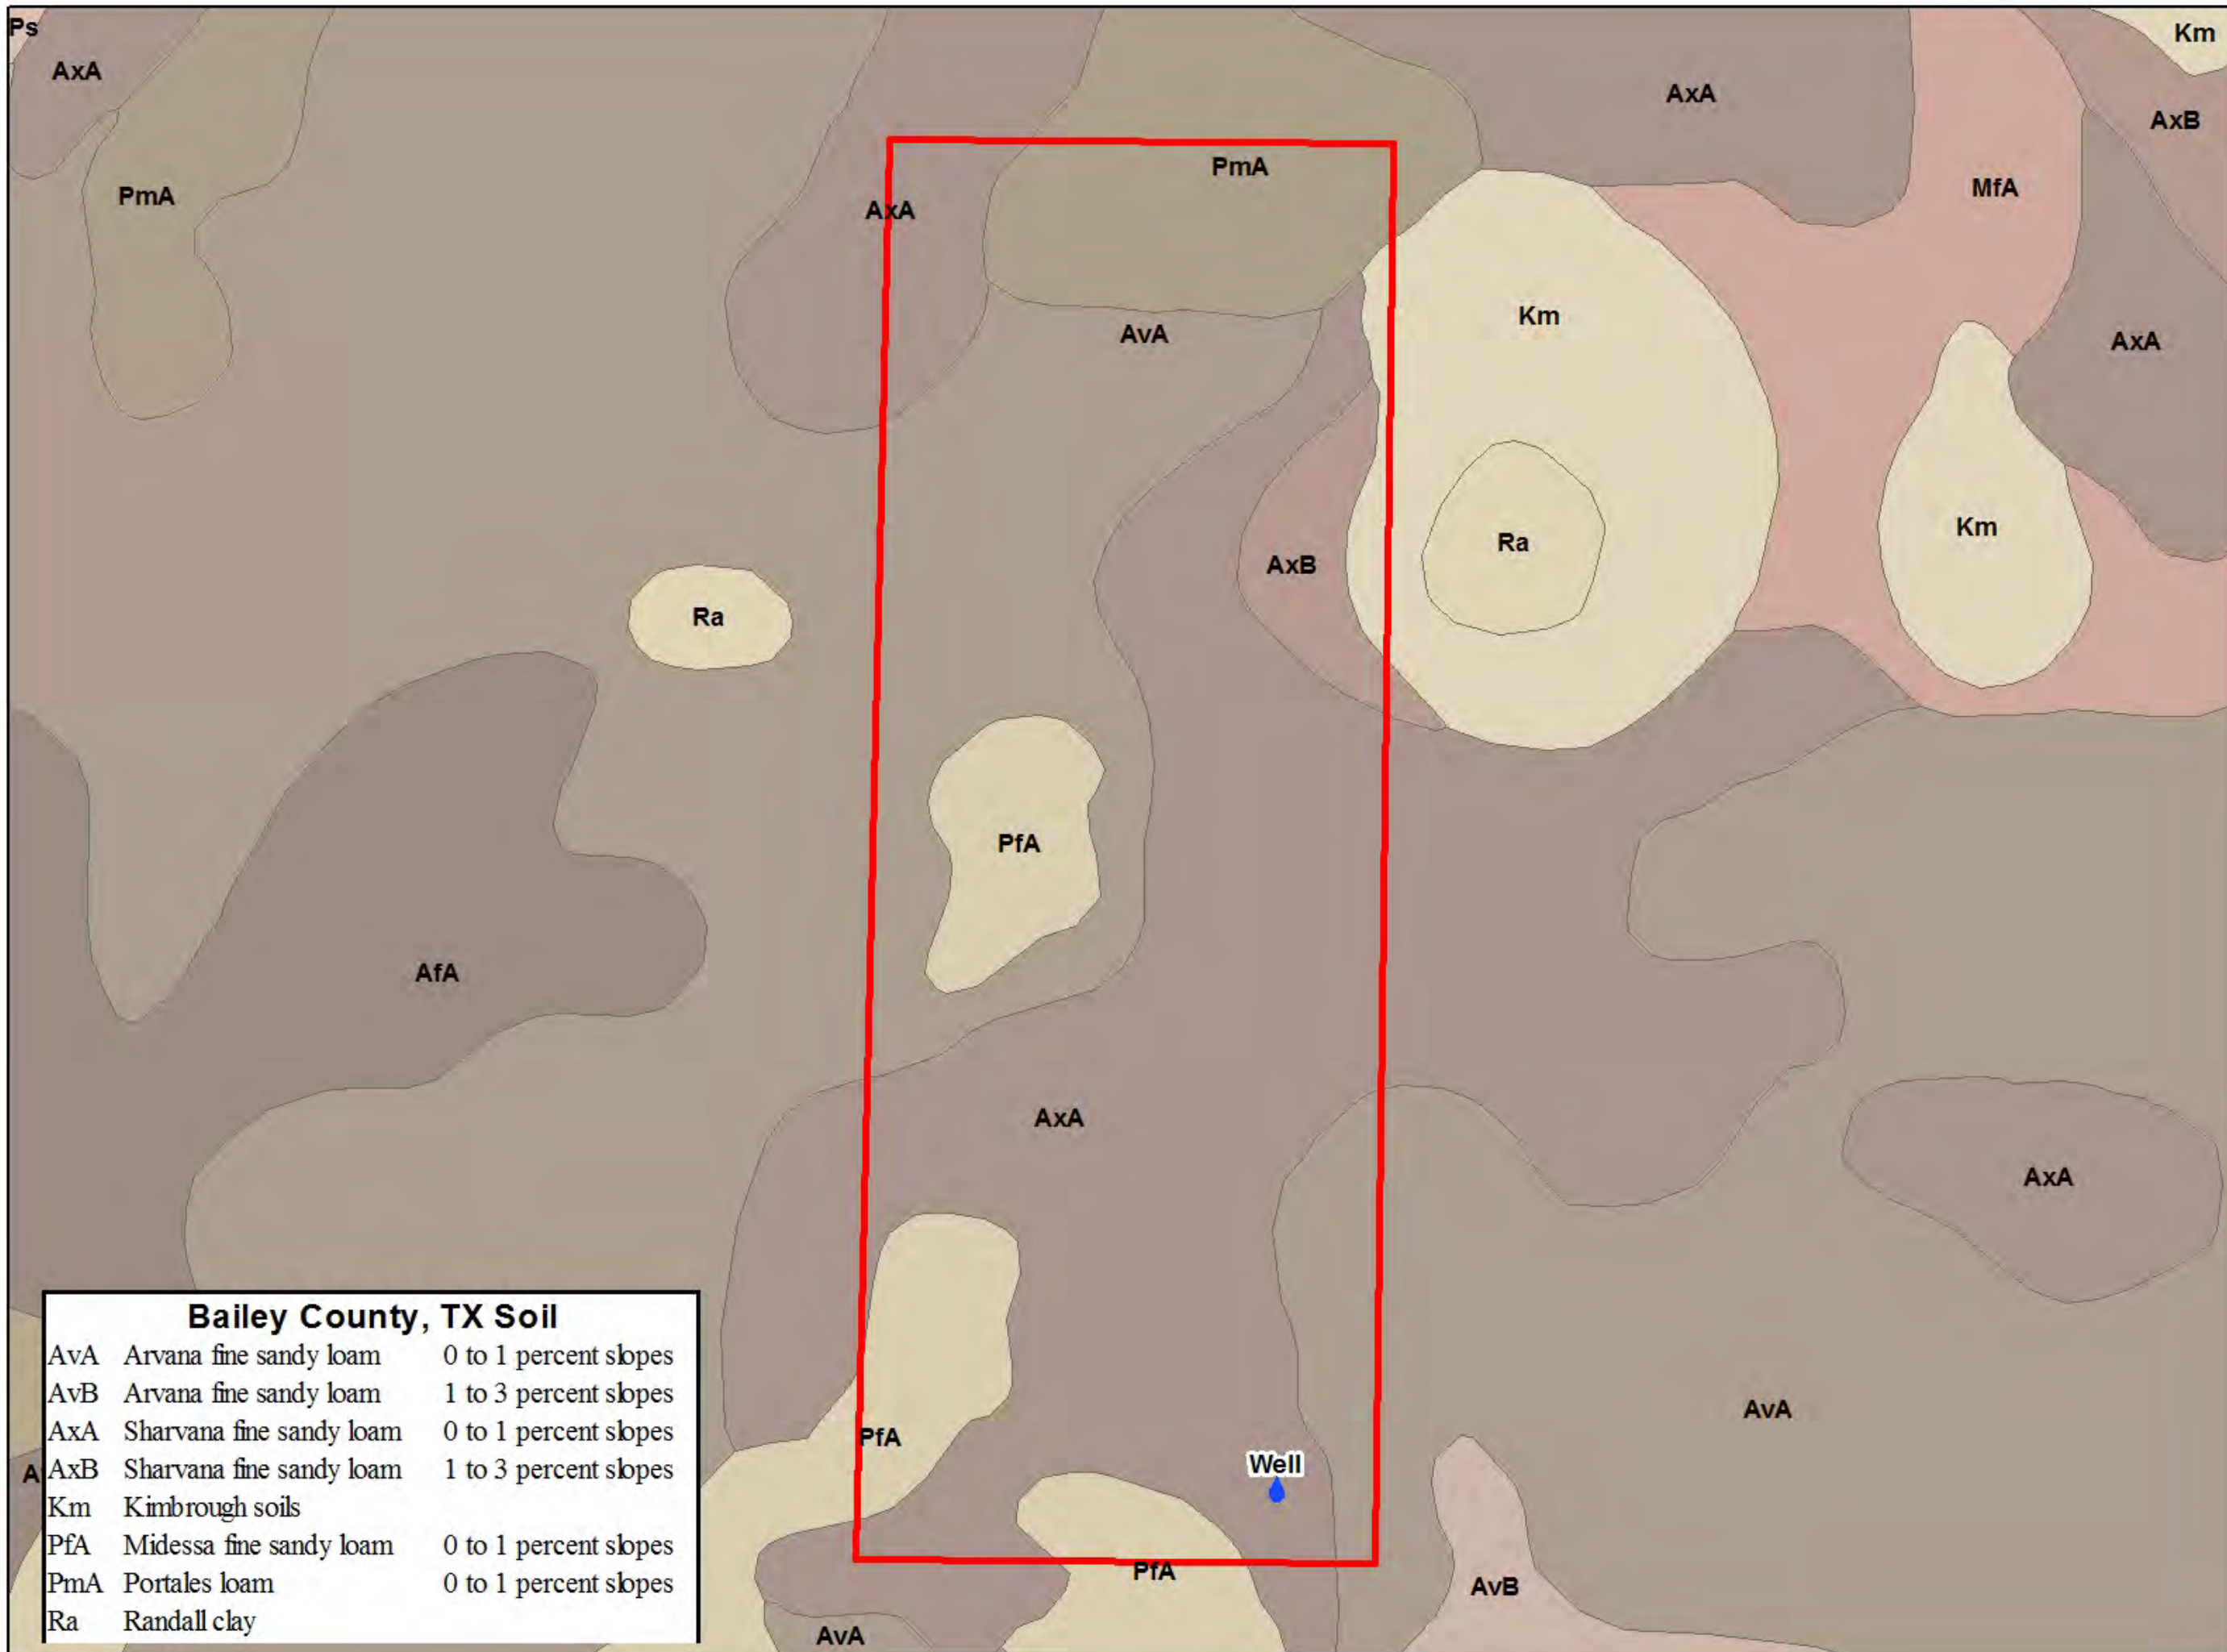 Ps
Km
AxA
AxA
AxB
PmA
MfA
PmA
AxA
Km
AvA
AxA
Km
Ra
AxB
Ra
PfA
AfA
AxA
AxA
AvA
PfA
Well
A
PfA
AvB
AvA
Bailey County, TX Soil
AvA Arvana fine sandy loam 0 to 1 percent slopes
AvB Arvana fine sandy loam 1 to 3 percent slopes
AxA Sharvana fine sandy loam 0 to 1 percent slopes
AxB Sharvana fine sandy loam 1 to 3 percent slopes
Km Kimbrough soils
PfA Midessa fine sandy loam 0 to 1 percent slopes
PmA Portales loam 0 to 1 percent slopes
Ra Randall clay